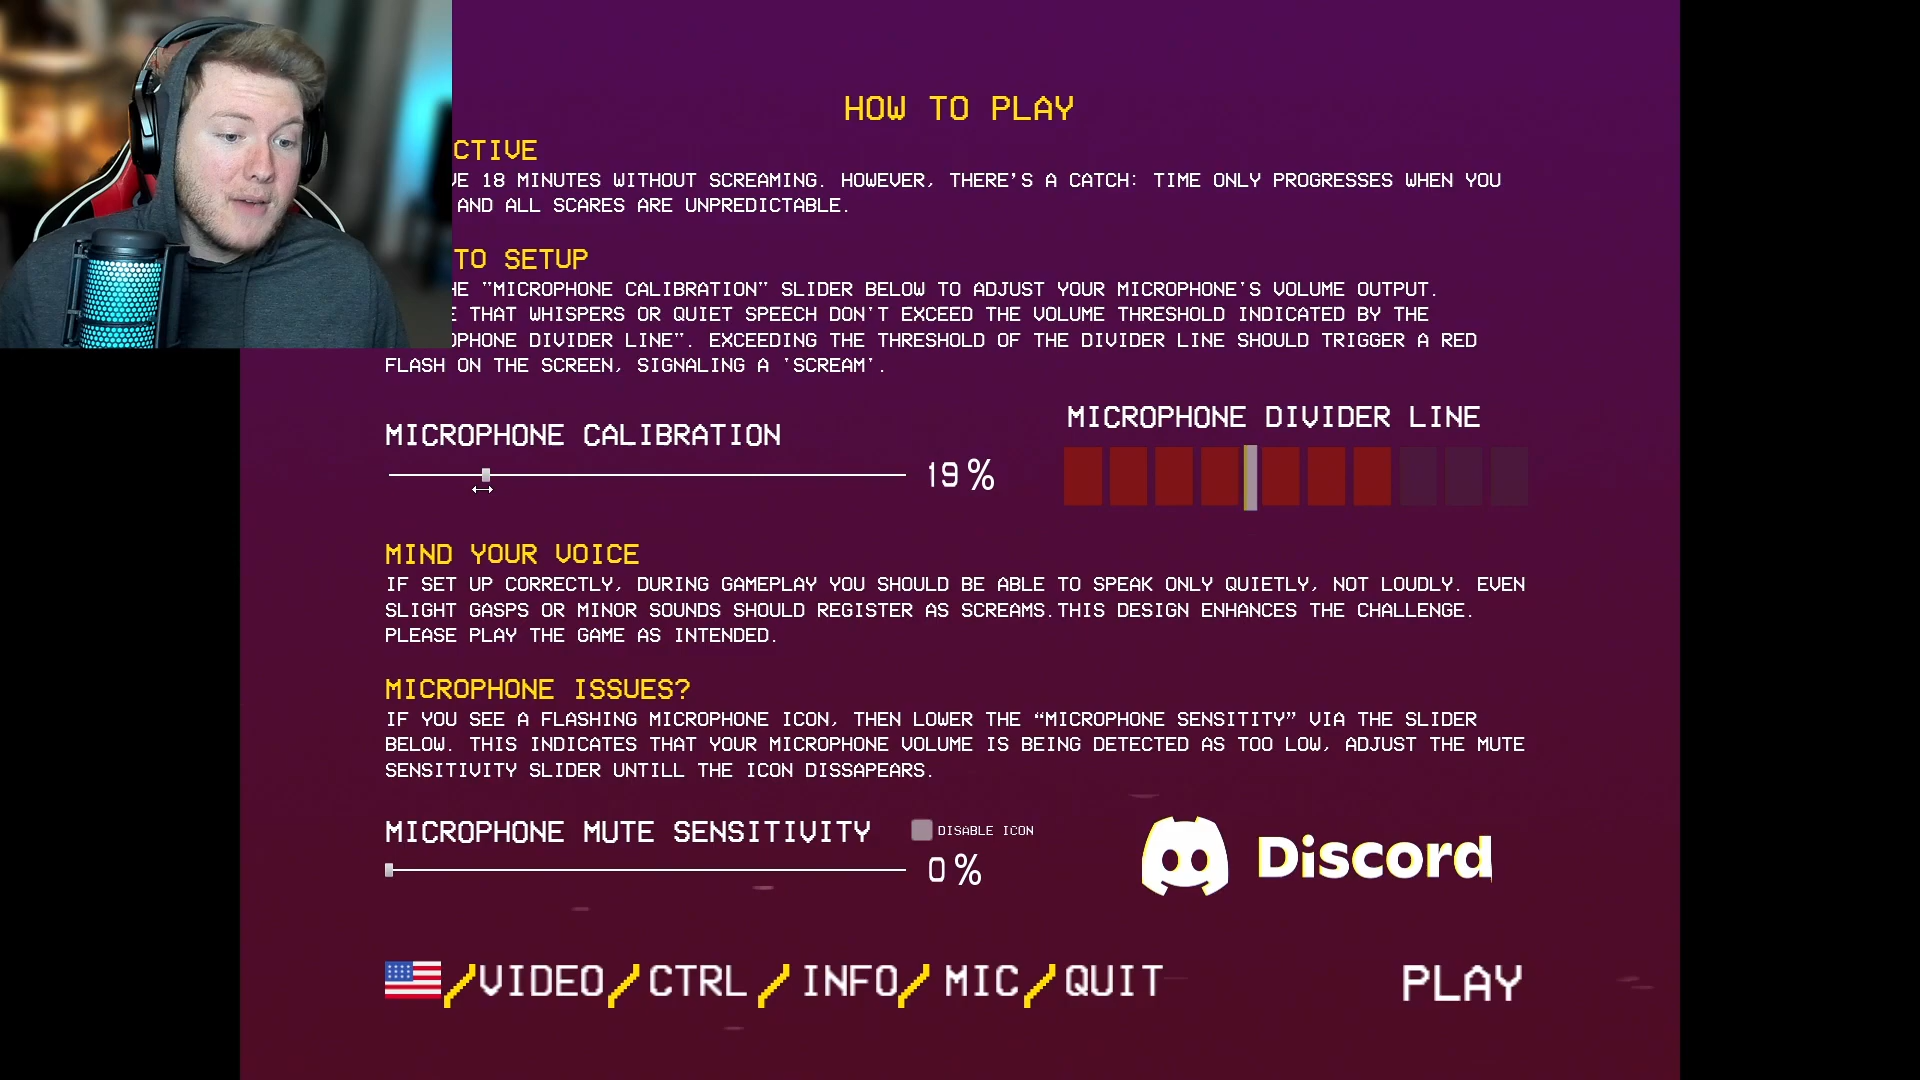 HOW TO PLAY
CTIVE
VE 18 MINUTES WITHOUT SCREAMING. HOWEVER, THERE'S A CATCH: TIME ONLY PROGRESSES WHEN YOU
AND ALL SCARES ARE UNPREDICTABLE.
TO SETUP
HE "MICROPHONE CALIBRATION" SLIDER BELOW TO ADJUST YOUR MICROPHONE'S VOLUME OUTPUT.
E THAT WHISPERS OR QUIET SPEECH DON'T EXCEED THE VOLUME THRESHOLD INDICATED BY THE
OPHONE DIVIDER LINE". EXCEEDING THE THRESHOLD OF THE DIVIDER LINE SHOULD TRIGGER A RED
FLASH ON THE SCREEN, SIGNALING A 'SCREAM'.
MICROPHONE CALIBRATION
19%
MICROPHONE DIVIDER LINE
MIND YOUR VOICE
IF SET UP CORRECTLY, DURING GAMEPLAY YOU SHOULD BE ABLE TO SPEAK ONLY QUIETLY, NOT LOUDLY. EVEN
SLIGHT GASPS OR MINOR SOUNDS SHOULD REGISTER AS SCREAMS.THIS DESIGN ENHANCES THE CHALLENGE.
PLEASE PLAY THE GAME AS INTENDED.
MICROPHONE ISSUES?
IF YOU SEE A FLASHING MICROPHONE ICON, THEN LOWER THE “MICROPHONE SENSITITY” VIA THE SLIDER
BELOW. THIS INDICATES THAT YOUR MICROPHONE VOLUME IS BEING DETECTED AS TOO LOW, ADJUST THE MUTE
SENSITIVITY SLIDER UNTILL THE ICON DISSAPEARS.
MICROPHONE MUTE SENSITIVITY
DISABLE ICON
0%
Discord
/VIDEO/CTRL/INFO/MIC/QUIT
PLAY